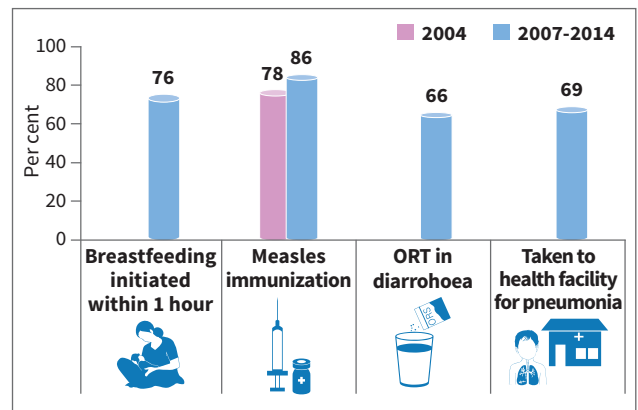 2004 2007-2014
Per cent
100
80
60
40
20
0
76
78
86
66
69
Breastfeeding
initiated
within 1 hour
Measles
immunization
ORT in
diarrohoea
Taken to
health facility
for pneumonia
ORS